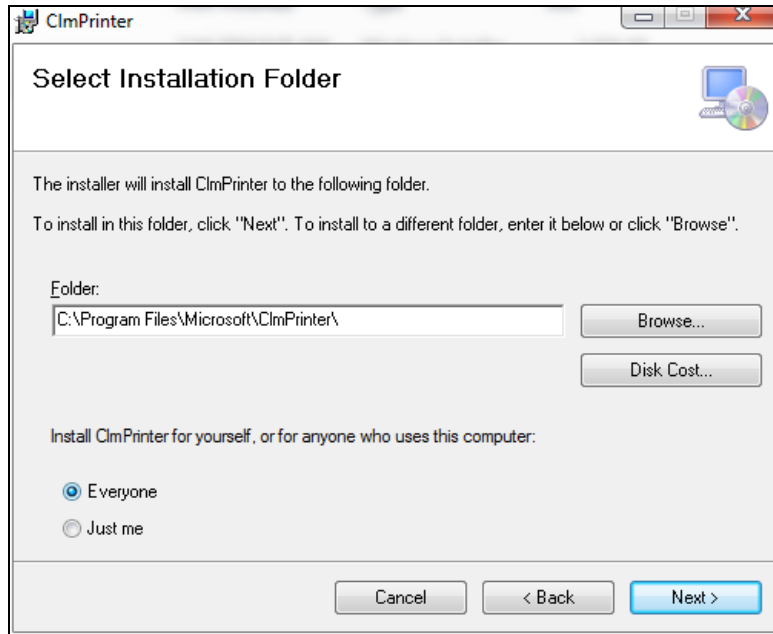 ClmPrinter
Select Installation Folder
The installer will install ClmPrinter to the following folder.
To install in this folder, click "Next". To install to a different folder, enter it below or click "Browse".
Folder:
C:\Program Files\Microsoft\ClmPrinter\
Browse...
Disk Cost...
Install ClmPrinter for yourself, or for anyone who uses this computer:
Everyone
Just me
Cancel
< Back
Next >